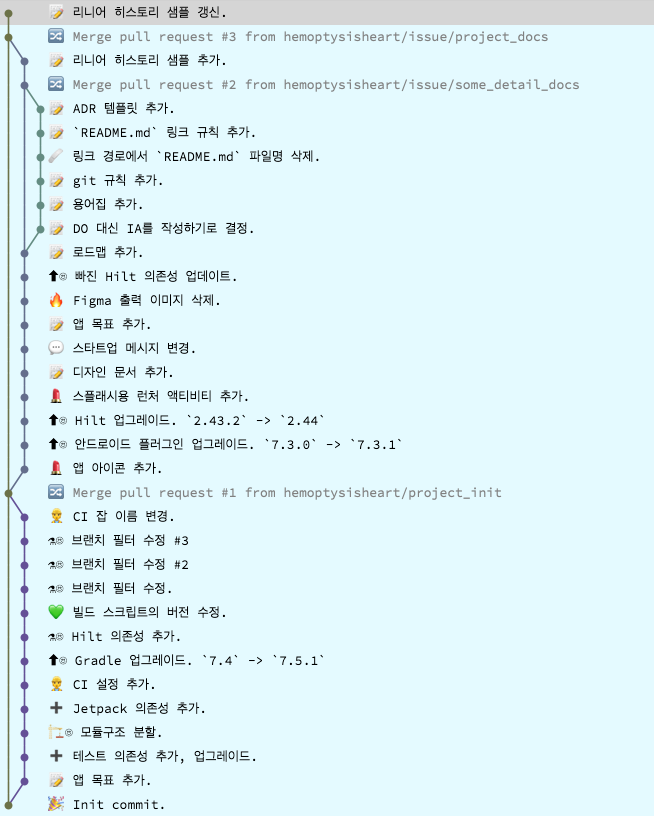 📝 리니어 히스토리 샘플 갱신.
🔀 Merge pull request #3 from hemoptysisheart/issue/project_docs
📝 리니어 히스토리 샘플 추가.
🔀 Merge pull request #2 from hemoptysisheart/issue/some_detail_docs
📝 ADR 템플릿 추가.
📝 `README.md` 링크 규칙 추가.
🩹 링크 경로에서 `README.md` 파일명 삭제.
📝 git 규칙 추가.
📝 용어집 추가.
📝 DO 대신 IA를 작성하기로 결정.
📝 로드맵 추가.
⬆ 빠진 Hilt 의존성 업데이트.
🔥 Figma 출력 이미지 삭제.
📝 앱 목표 추가.
💬 스타트업 메시지 변경.
📝 디자인 문서 추가.
🚨 스플래시용 런처 액티비티 추가.
⬆ Hilt 업그레이드. `2.43.2` -> `2.44`
⬆ 안드로이드 플러그인 업그레이드. `7.3.0` -> `7.3.1`
🚨 앱 아이콘 추가.
🔀 Merge pull request #1 from hemoptysisheart/project_init
👷 CI 잡 이름 변경.
⚗ 브랜치 필터 수정 #3
⚗ 브랜치 필터 수정 #2
⚗ 브랜치 필터 수정.
💚 빌드 스크립트의 버전 수정.
⚗ Hilt 의존성 추가.
⬆ Gradle 업그레이드. `7.4` -> `7.5.1`
👷 CI 설정 추가.
➕ Jetpack 의존성 추가.
🏗 모듈구조 분할.
➕ 테스트 의존성 추가, 업그레이드.
📝 앱 목표 추가.
🎉 Init commit.